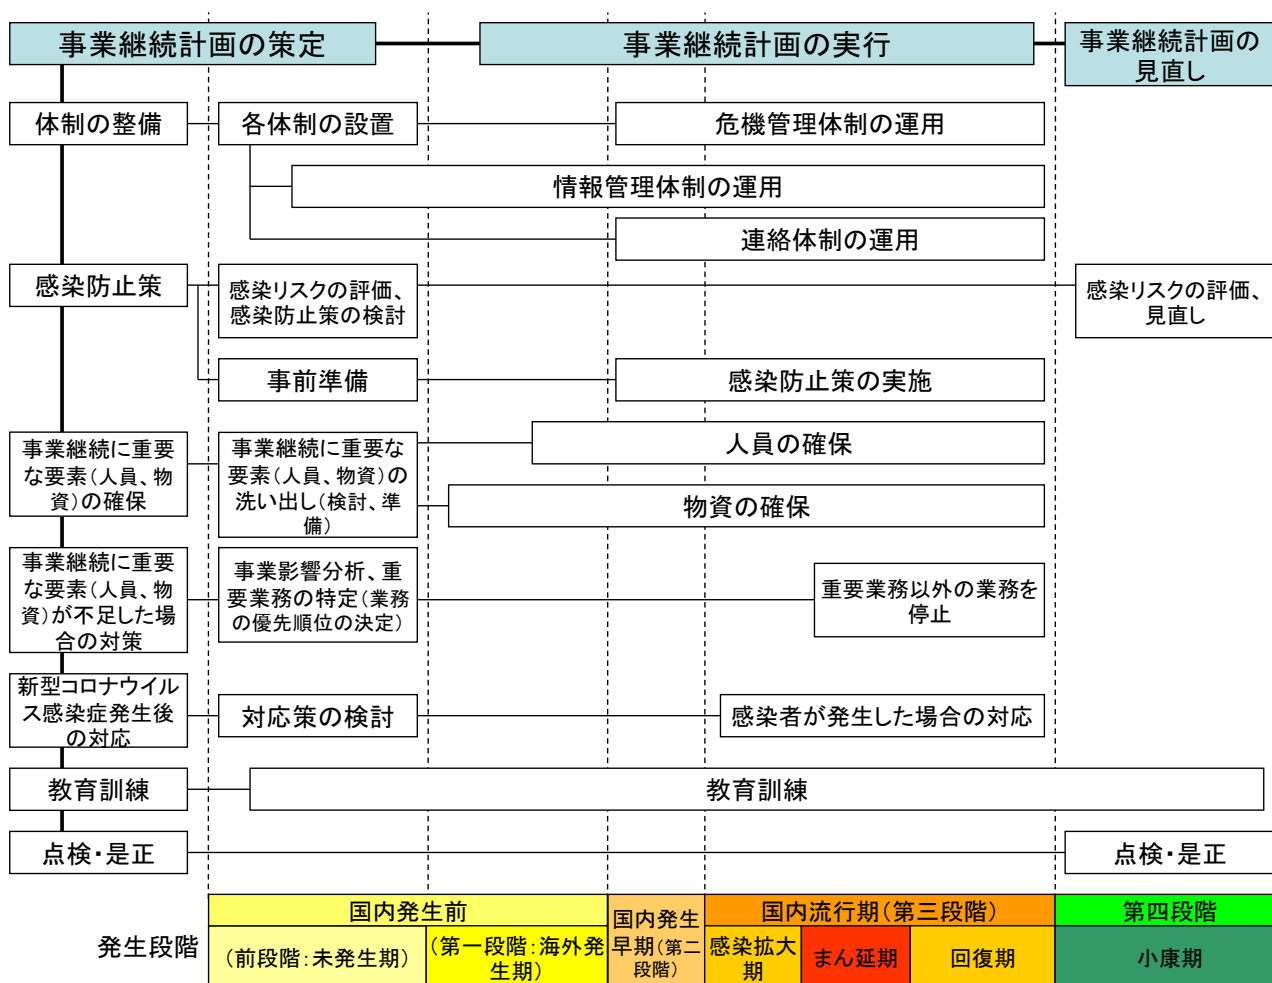 事業継続計画の策定
事業継続計画の実行
事業継続計画の
見直し
体制の整備
各体制の設置
危機管理体制の運用
情報管理体制の運用
連絡体制の運用
感染防止策
感染リスクの評価、
感染防止策の検討
感染リスクの評価、
見直し
事前準備
感染防止策の実施
事業継続に重要
な要素(人員、物
資)の確保
事業継続に重要な
要素(人員、物資)の
洗い出し(検討、準
備)
人員の確保
物資の確保
事業継続に重要
な要素(人員、物
資)が不足した場
合の対策
事業影響分析、重
要業務の特定(業務
の優先順位の決定)
重要業務以外の業務を
停止
新型コロナウイル
ス感染症発生後
の対応
対応策の検討
感染者が発生した場合の対応
教育訓練
教育訓練
点検・是正
点検・是正
発生段階
国内発生前
(前段階:未発生期)
(第一段階:海外発
生期)
国内発生
早期(第二
段階)
国内流行期(第三段階)
感染拡大
期
まん延期
回復期
第四段階
小康期